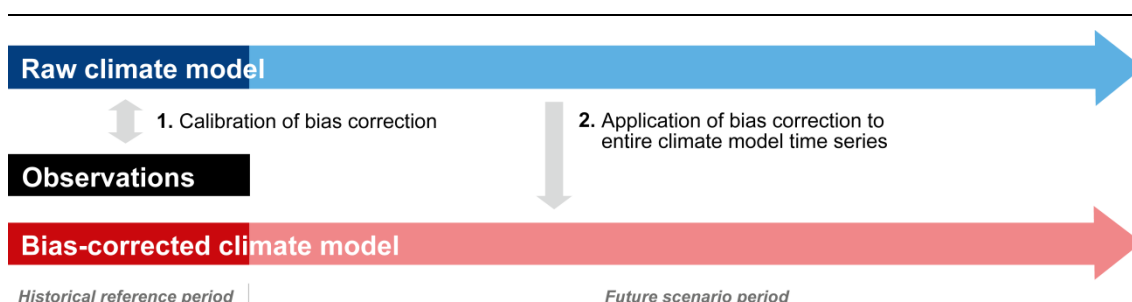 Raw climate model
1. Calibration of bias correction
2. Application of bias correction to
entire climate model time series
Observations
Bias-corrected climate model
Historical reference period
Future scenario period